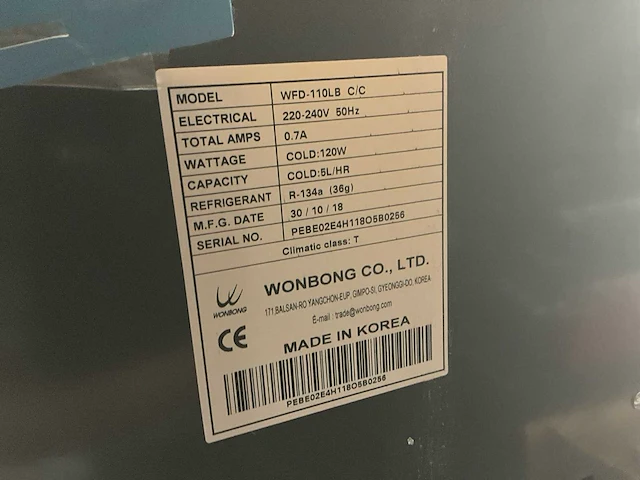 MODEL WFD-110LB C/C
ELECTRICAL 220-240V 50Hz
TOTAL AMPS 0.7A
WATTAGE COLD:120W
CAPACITY COLD:5L/HR
REFRIGERANT R-134a (36g)
M.F.G. DATE 30 / 10 / 18
SERIAL NO. PEBE02E4H118O5B0256
Climatic class: T
WONBONG CO., LTD.
171,BALSAN-RO YANGCHON-EUP, GIMPO-SI, GYEONGGI-DO, KOREA
WONBONG
E-mail : trade@wonbong.com
CE
MADE IN KOREA
PEBE02E4H118O5B0256